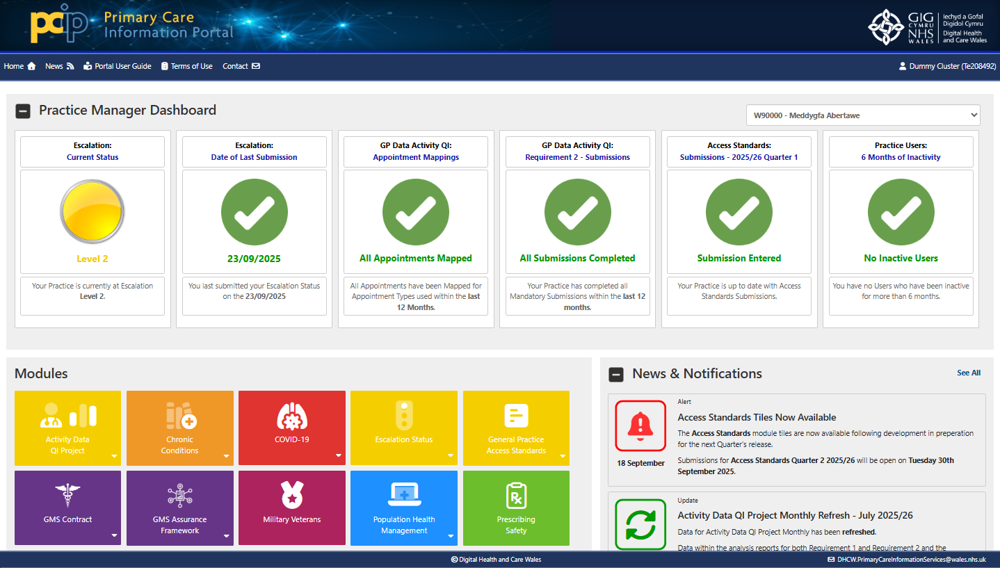 pcip
Primary Care
Information Portal
GIG
CYMRU
NHS
WALES
Iechyd a Gofal
Digidol Cymru
Digital Health
and Care Wales
Home
News
Portal User Guide
Terms of Use
Contact
Dummy Cluster (Te208492)
Practice Manager Dashboard
W90000 - Meddygfa Abertawe
Escalation:
Current Status
Level 2
Your Practice is currently at Escalation
Level 2.
Escalation:
Date of Last Submission
23/09/2025
You last submitted your Escalation Status
on the 23/09/2025
GP Data Activity QI:
Appointment Mappings
All Appointments Mapped
All Appointments have been Mapped for
Appointment Types used within the last
12 Months.
GP Data Activity QI:
Requirement 2 - Submissions
All Submissions Completed
Your Practice has completed all
Mandatory Submissions within the last 12
months.
Access Standards:
Submissions - 2025/26 Quarter 1
Submission Entered
Your Practice is up to date with Access
Standards Submissions.
Practice Users:
6 Months of Inactivity
No Inactive Users
You have no Users who have been inactive
for more than 6 months.
Modules
Activity Data
QI Project
Chronic
Conditions
COVID-19
Escalation Status
General Practice
Access Standards
GMS Contract
GMS Assurance
Framework
Military Veterans
Population Health
Management
Rx
Prescribing
Safety
News & Notifications
See All
Alert
Access Standards Tiles Now Available
The Access Standards module tiles are now available following development in preperation
for the next Quarter's release.
18 September
Submissions for Access Standards Quarter 2 2025/26 will be open on Tuesday 30th
September 2025.
Update
Activity Data QI Project Monthly Refresh - July 2025/26
Data for Activity Data QI Project Monthly has been refreshed.
Data within the analysis reports for both Requirement 1 and Requirement 2 and the
© Digital Health and Care Wales
DHCW.PrimaryCareInformationServices@wales.nhs.uk